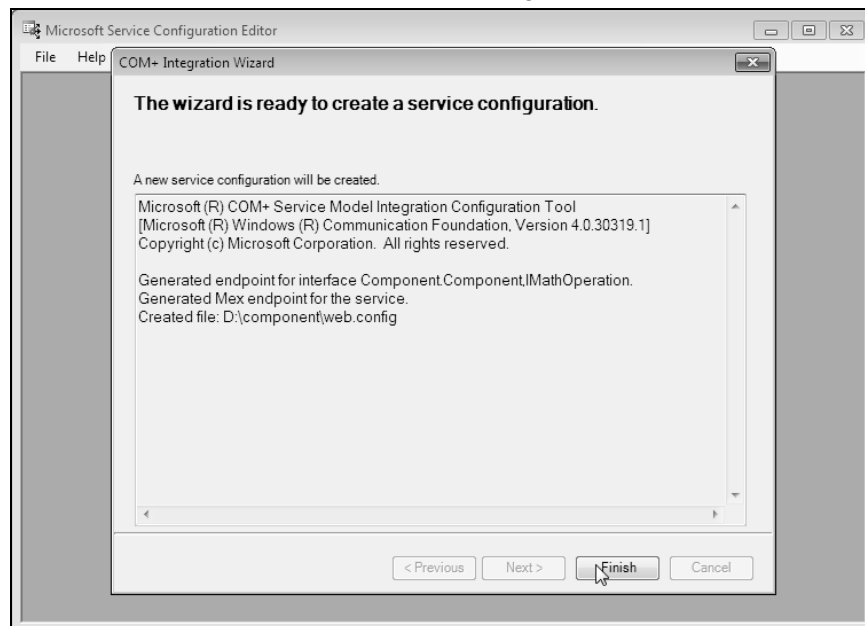 Microsoft Service Configuration Editor
File Help
COM+ Integration Wizard
The wizard is ready to create a service configuration.
A new service configuration will be created.
Microsoft (R) COM+ Service Model Integration Configuration Tool
[Microsoft (R) Windows (R) Communication Foundation, Version 4.0.30319.1]
Copyright (c) Microsoft Corporation. All rights reserved.
Generated endpoint for interface Component.Component,IMathOperation.
Generated Mex endpoint for the service.
Created file: D:\component\web.config
< Previous Next > Finish Cancel